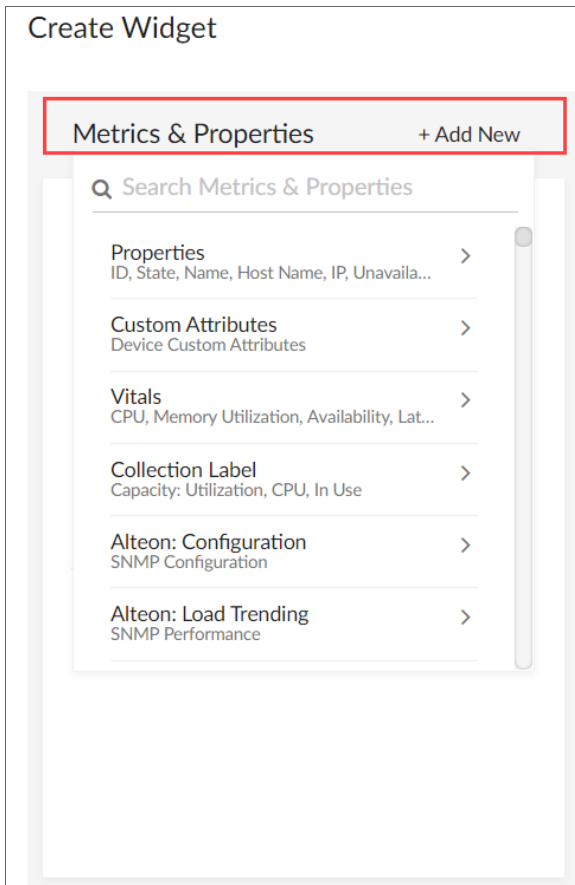 Create Widget
Metrics & Properties + Add New
Search Metrics & Properties
Properties
ID, State, Name, Host Name, IP, Unavaila...
Custom Attributes
Device Custom Attributes
Vitals
CPU, Memory Utilization, Availability, Lat...
Collection Label
Capacity: Utilization, CPU, In Use
Alteon: Configuration
SNMP Configuration
Alteon: Load Trending
SNMP Performance